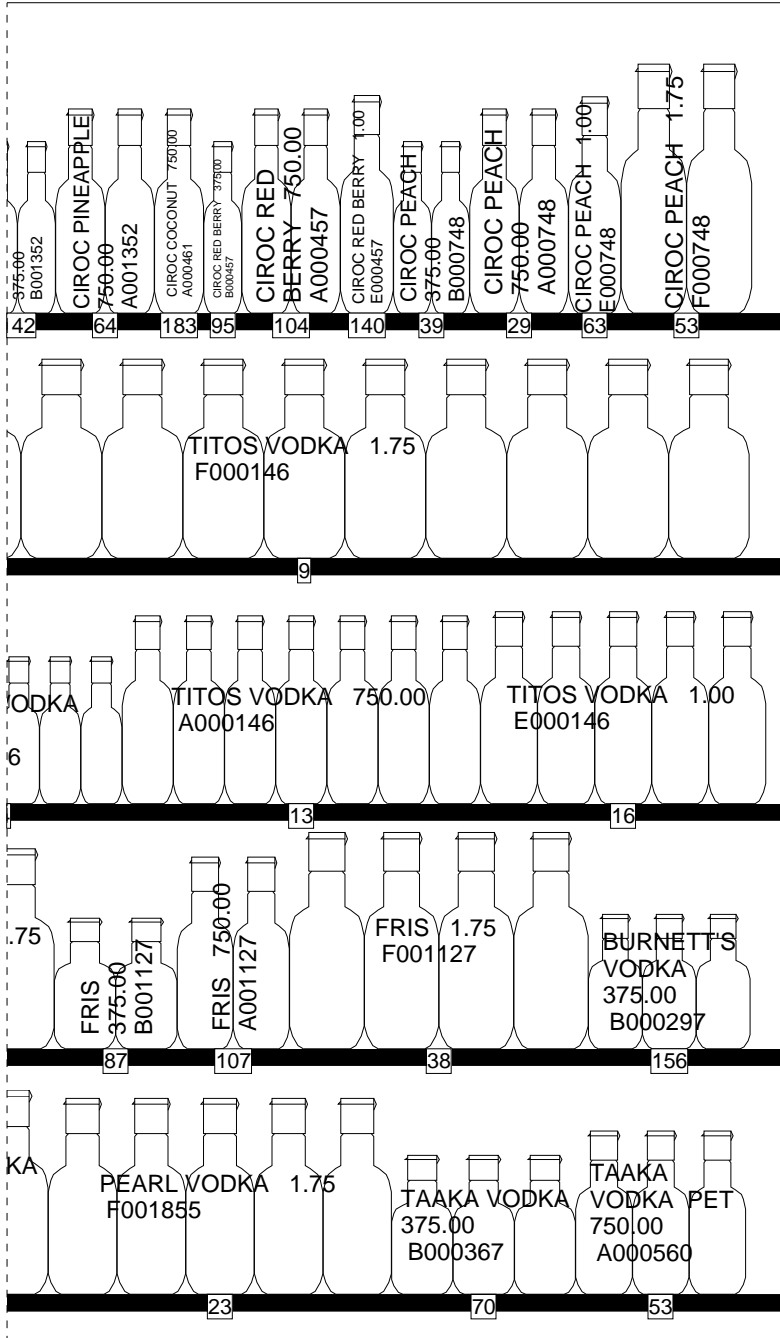 375.00
B001352
CIROC PINEAPPLE
750.00
A001352
CIROC COCONUT 750.00
A000461
CIROC RED BERRY 375.00
B000457
CIROC RED
BERRY 750.00
A000457
CIROC RED BERRY 1.00
E000457
CIROC PEACH
375.00
B000748
CIROC PEACH
750.00
A000748
CIROC PEACH 1.00
E000748
CIROC PEACH 1.75
F000748
42 64 183 95 104 140 39 29 63 53
TITOS VODKA 1.75
F000146
9
ODKA
6
TITOS VODKA 750.00
A000146
TITOS VODKA 1.00
E000146
13 16
.75
FRIS
375.00
B001127
FRIS 750.00
A001127
FRIS 1.75
F001127
BURNETT'S
VODKA
375.00
B000297
87 107 38 156
KA
PEARL VODKA 1.75
F001855
TAAKA VODKA
375.00
B000367
TAAKA
VODKA PET
750.00
A000560
23 70 53